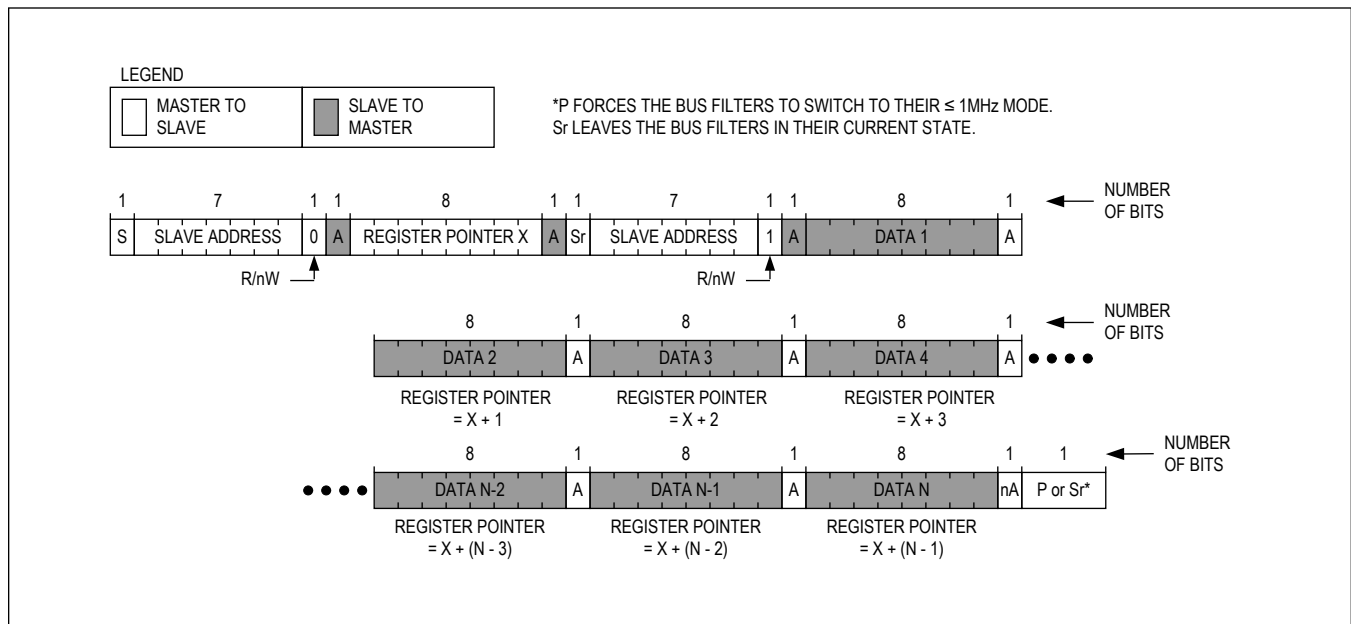 LEGEND
MASTER TO SLAVE
SLAVE TO MASTER
*P FORCES THE BUS FILTERS TO SWITCH TO THEIR ≤ 1MHz MODE.
Sr LEAVES THE BUS FILTERS IN THEIR CURRENT STATE.
1 7 1 1 8 1 1 7 1 1 8 1
NUMBER OF BITS
S SLAVE ADDRESS 0 A REGISTER POINTER X A Sr SLAVE ADDRESS 1 A DATA 1 A
R/nW R/nW
8 1 8 1 8 1
NUMBER OF BITS
DATA 2 A DATA 3 A DATA 4 A
REGISTER POINTER REGISTER POINTER REGISTER POINTER
= X + 1 = X + 2 = X + 3
8 1 8 1 8 1 1
NUMBER OF BITS
DATA N-2 A DATA N-1 A DATA N nA P or Sr*
REGISTER POINTER REGISTER POINTER REGISTER POINTER
= X + (N - 3) = X + (N - 2) = X + (N - 1)